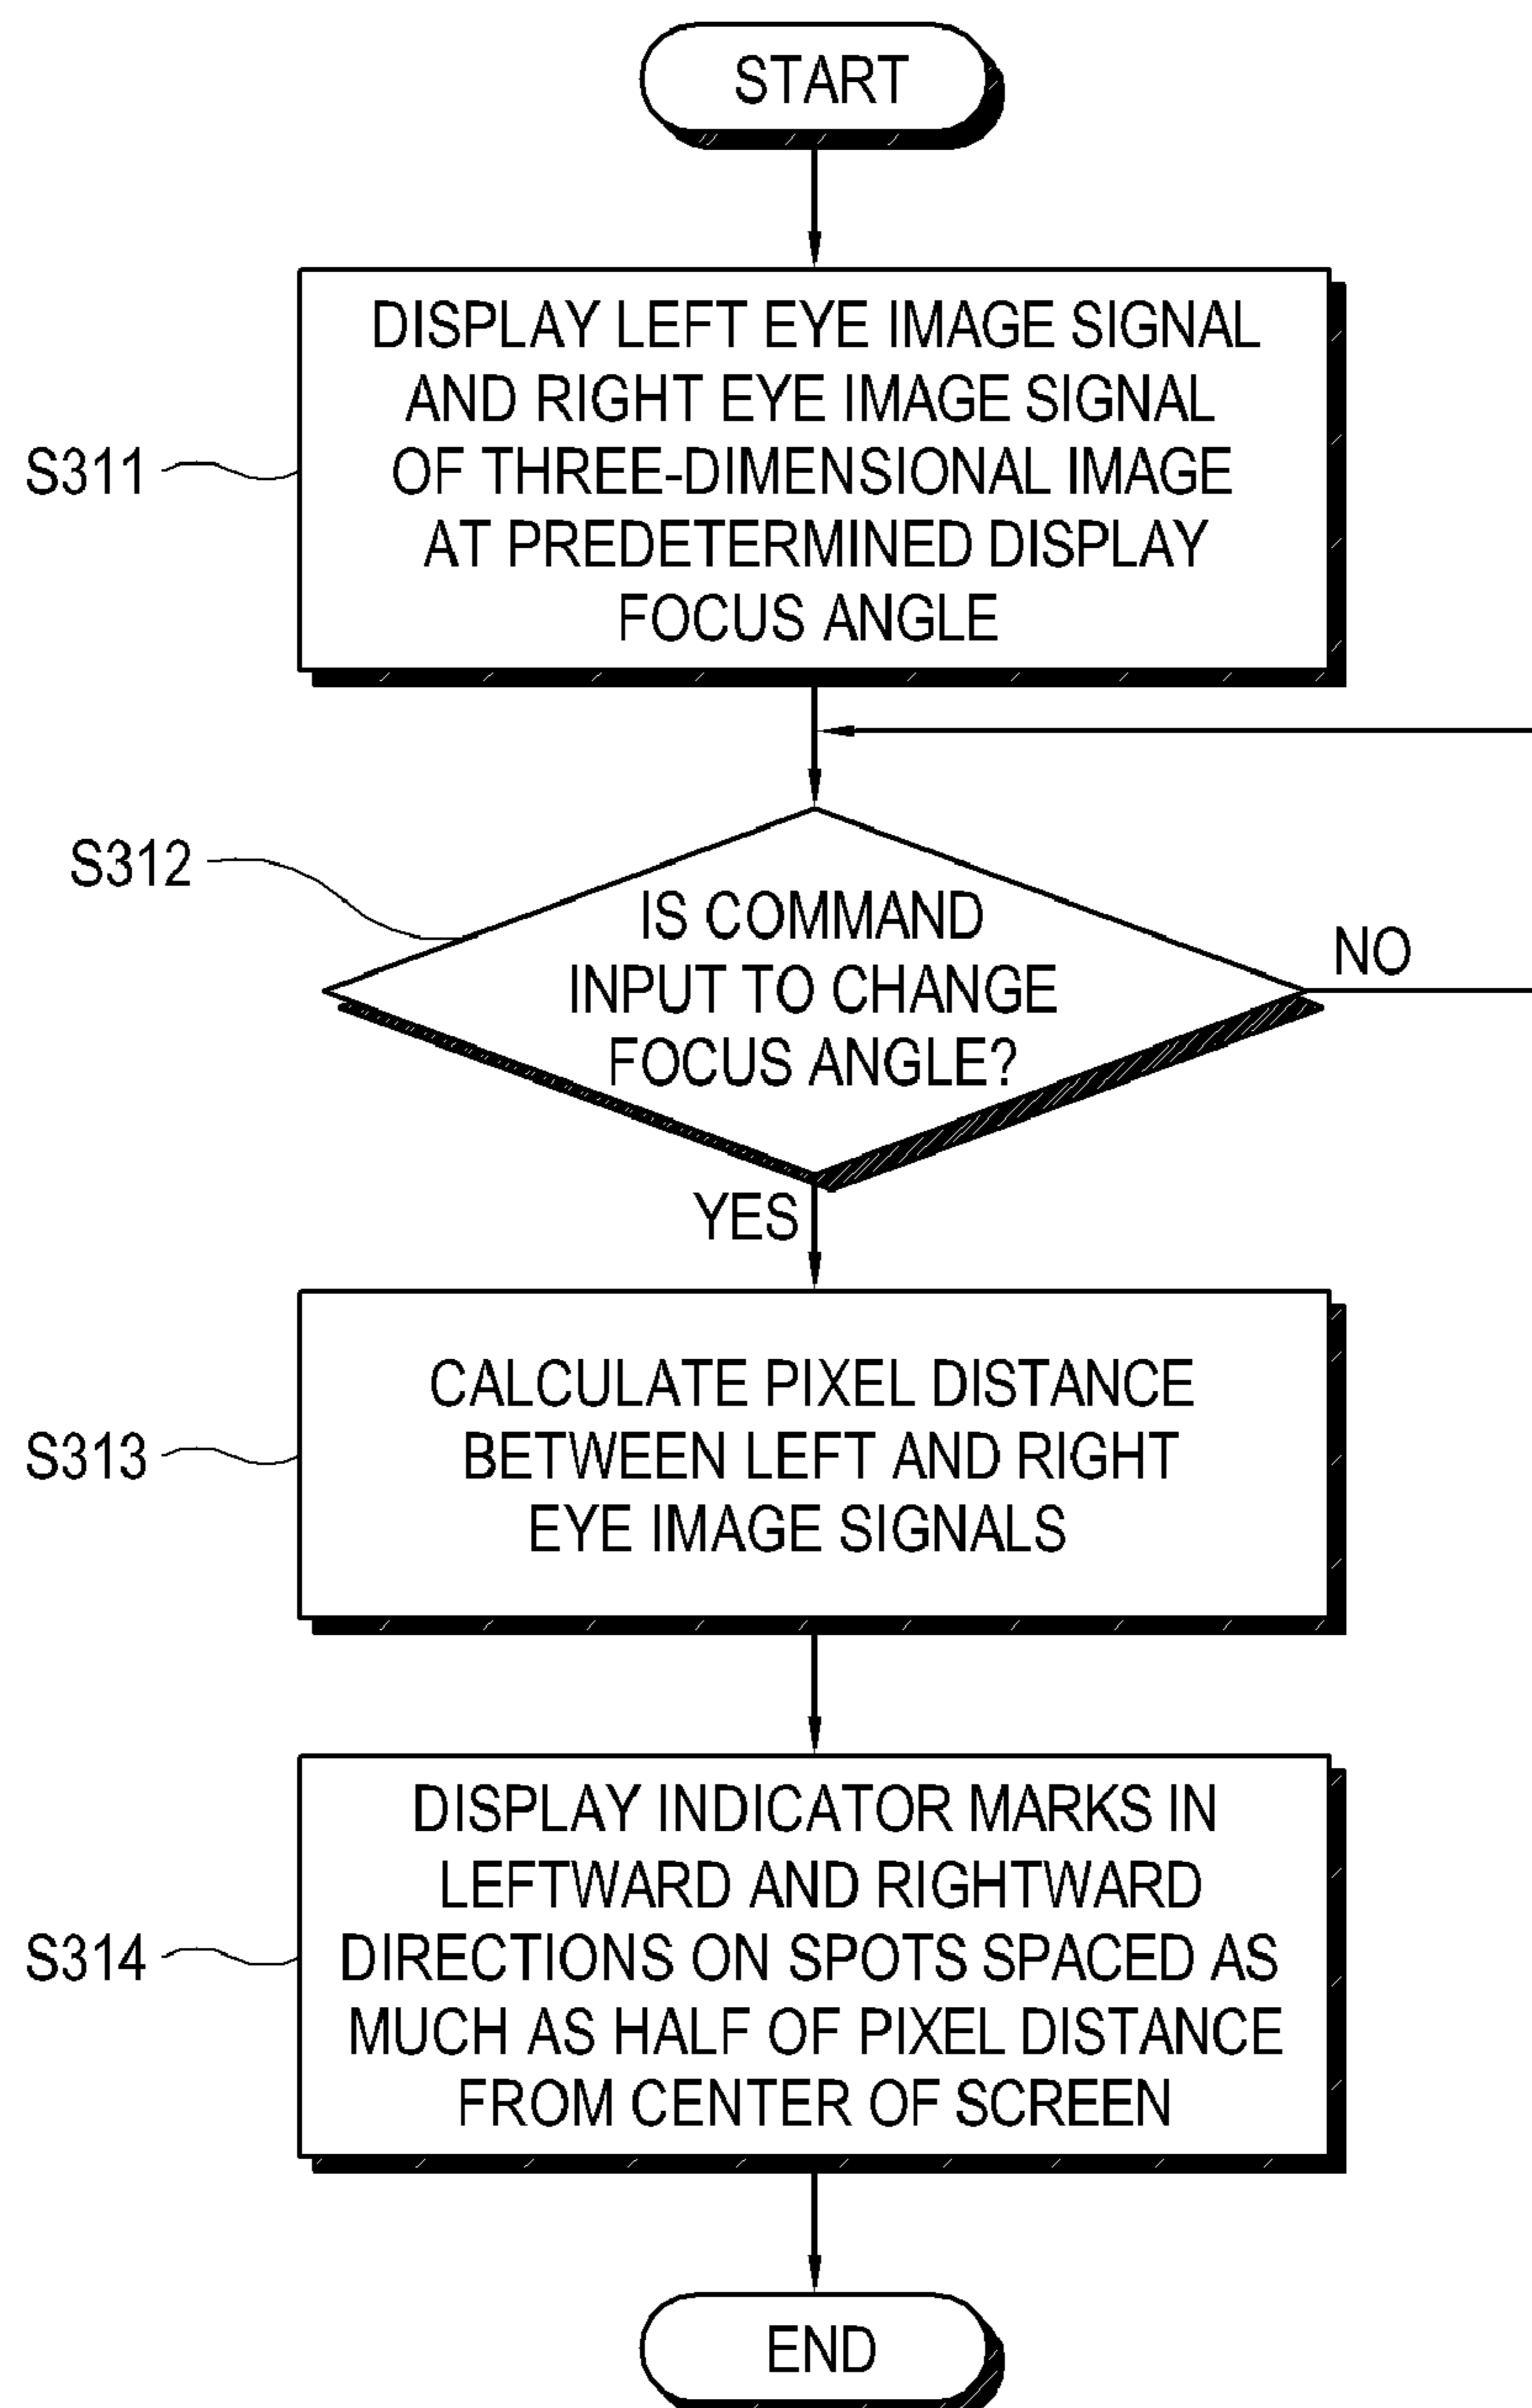 START
DISPLAY LEFT EYE IMAGE SIGNAL
AND RIGHT EYE IMAGE SIGNAL
OF THREE-DIMENSIONAL IMAGE
AT PREDETERMINED DISPLAY
FOCUS ANGLE
S311
S312
IS COMMAND
INPUT TO CHANGE
FOCUS ANGLE?
NO
YES
CALCULATE PIXEL DISTANCE
BETWEEN LEFT AND RIGHT
EYE IMAGE SIGNALS
S313
DISPLAY INDICATOR MARKS IN
LEFTWARD AND RIGHTWARD
DIRECTIONS ON SPOTS SPACED AS
MUCH AS HALF OF PIXEL DISTANCE
FROM CENTER OF SCREEN
S314
END